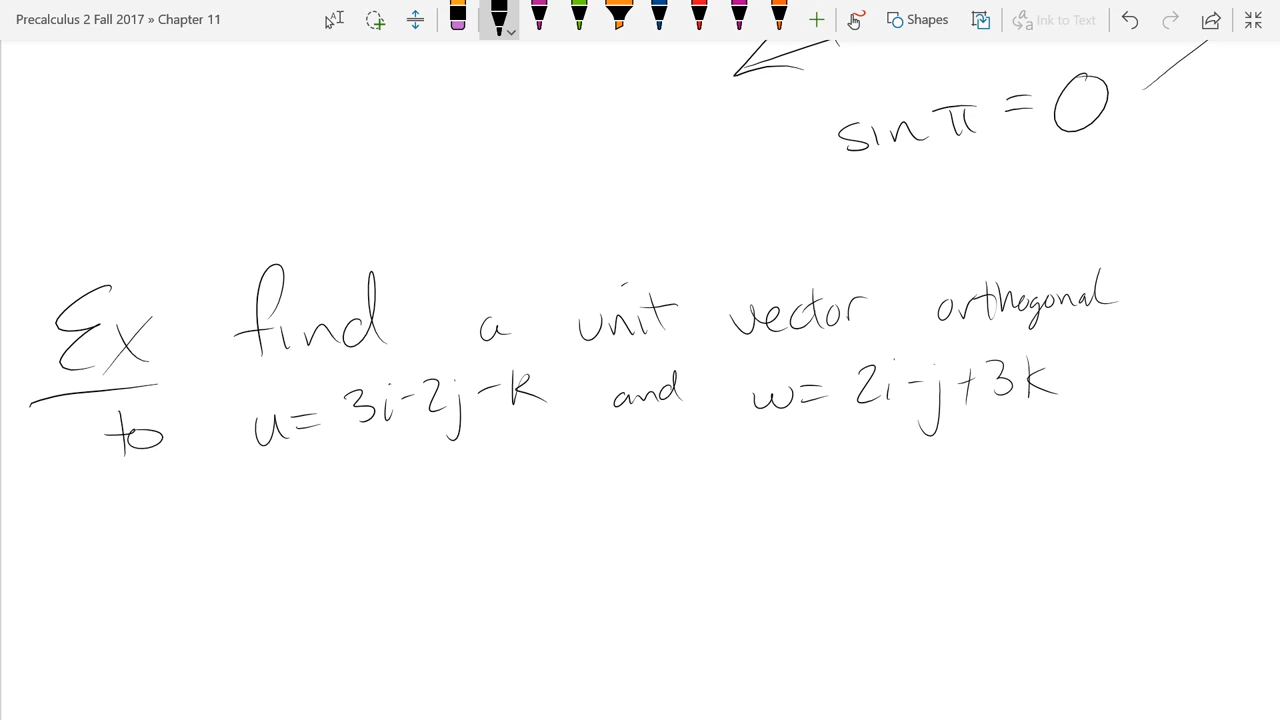 Precalculus 2 Fall 2017 » Chapter 11
Shapes
Ink to Text
sin π = 0
Ex find a unit vector orthogonal
to u = 3i - 2j - k and w = 2i - j + 3k